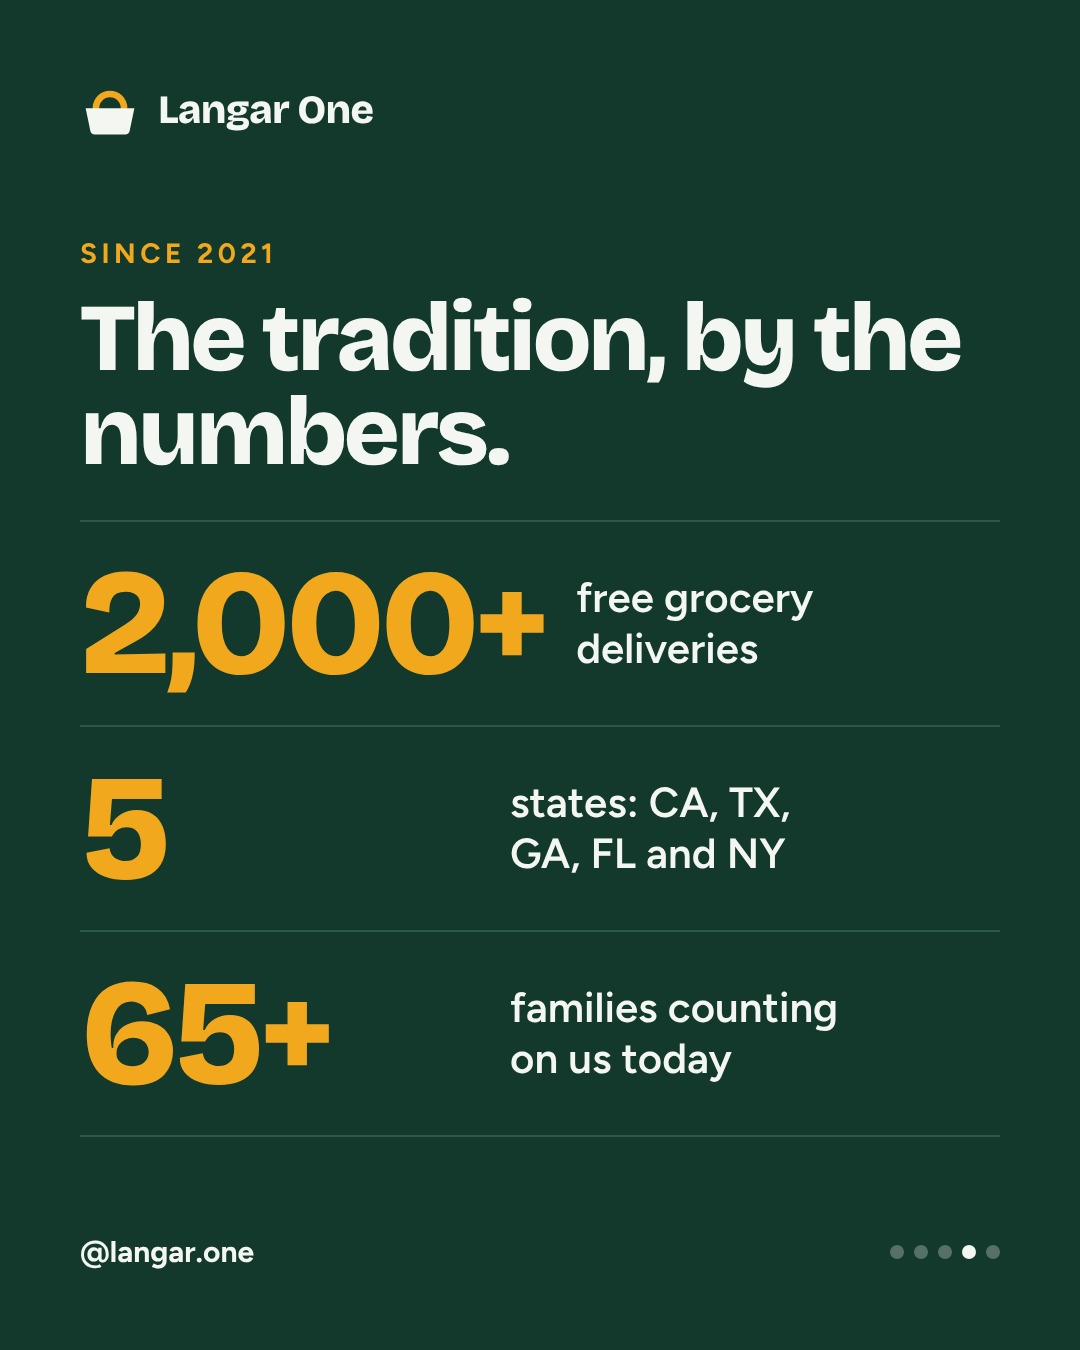 Langar One
SINCE 2021
The tradition, by the
numbers.
2,000+
free grocery
deliveries
5
states: CA, TX,
GA, FL and NY
65+
families counting
on us today
@langar.one